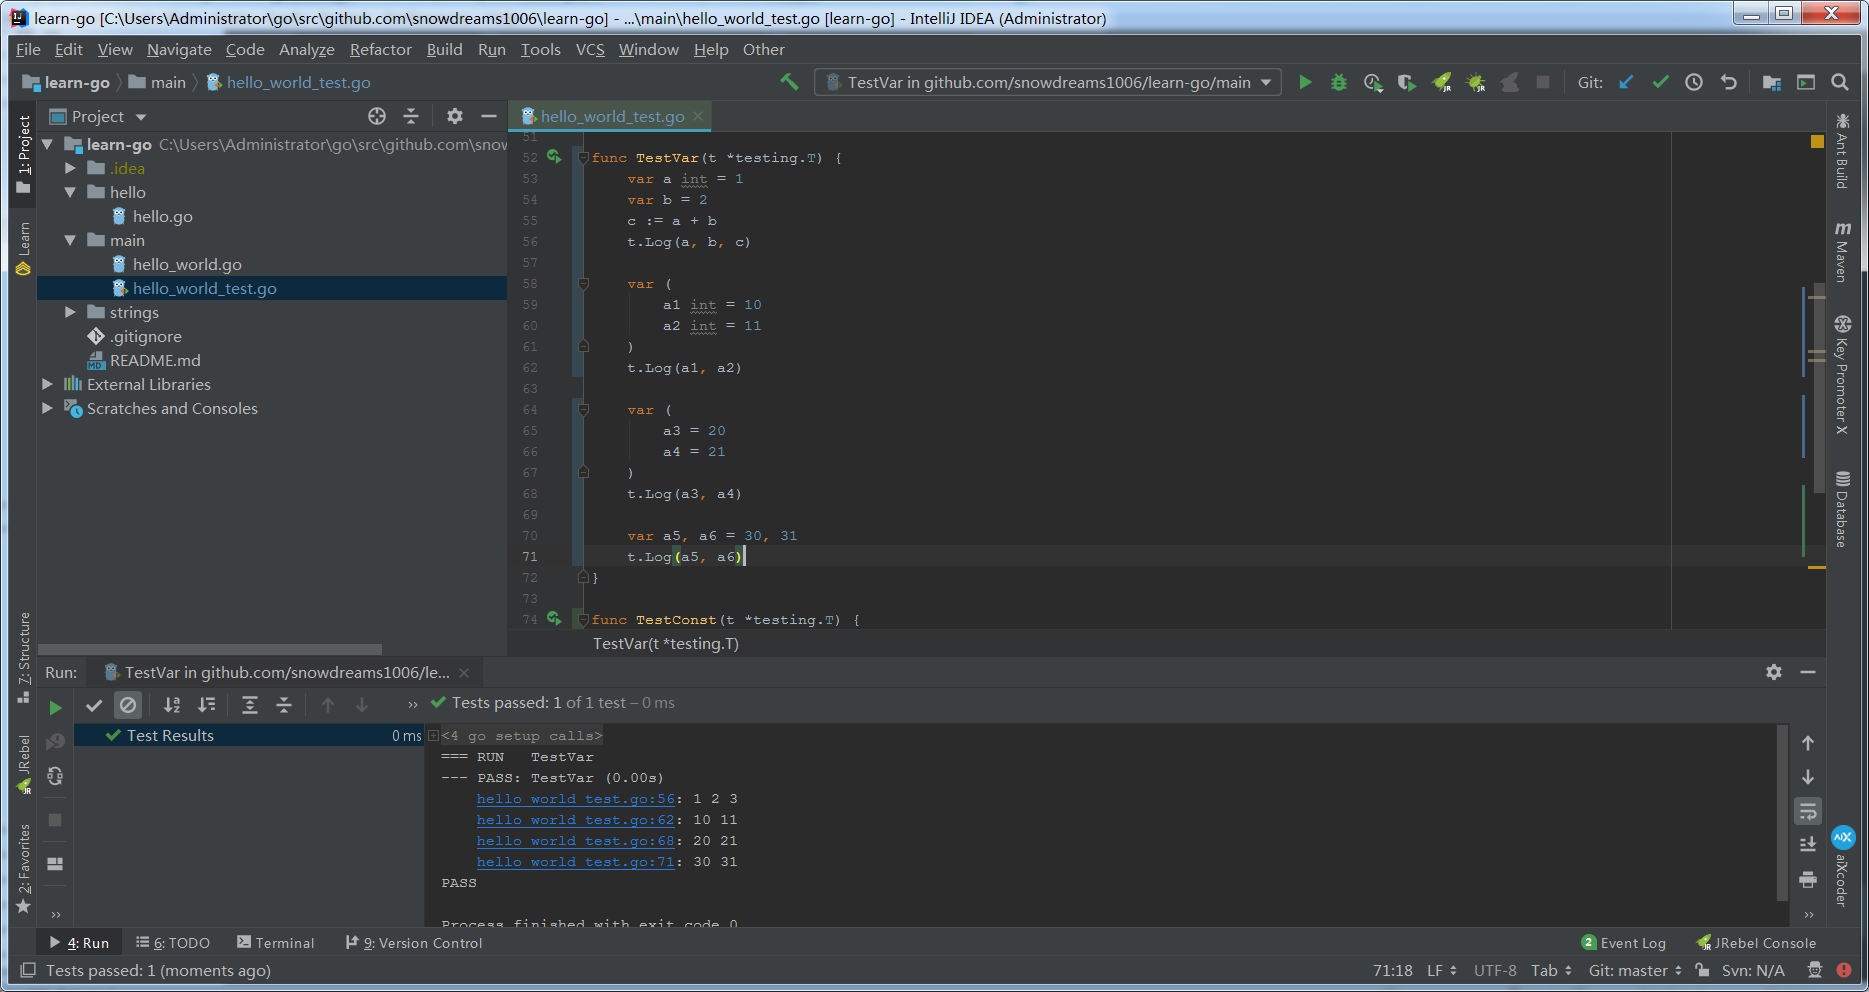 learn-go [C:\Users\Administrator\go\src\github.com\snowdreams1006\learn-go] - ...\main\hello_world_test.go [learn-go] - IntelliJ IDEA (Administrator)
File Edit View Navigate Code Analyze Refactor Build Run Tools VCS Window Help Other
learn-go main hello_world_test.go TestVar in github.com/snowdreams1006/learn-go/main Git:
Project hello_world_test.go
1: Project
Learn
Z: Structure
JRebel
2: Favorites
learn-go C:\Users\Administrator\go\src\github.com\snow
.idea
hello
hello.go
main
hello_world.go
hello_world_test.go
strings
.gitignore
README.md
External Libraries
Scratches and Consoles
51
52 func TestVar(t *testing.T) {
53 var a int = 1
54 var b = 2
55 c := a + b
56 t.Log(a, b, c)
57
58 var (
59 a1 int = 10
60 a2 int = 11
61 )
62 t.Log(a1, a2)
63
64 var (
65 a3 = 20
66 a4 = 21
67 )
68 t.Log(a3, a4)
69
70 var a5, a6 = 30, 31
71 t.Log(a5, a6)
72 }
73
74 func TestConst(t *testing.T) {
TestVar(t *testing.T)
Ant Build
m Maven
Key Promoter X
Database
aiXcoder
Run: TestVar in github.com/snowdreams1006/le...
Tests passed: 1 of 1 test – 0 ms
Test Results 0 ms
<4 go setup calls>
=== RUN TestVar
--- PASS: TestVar (0.00s)
hello_world_test.go:56: 1 2 3
hello_world_test.go:62: 10 11
hello_world_test.go:68: 20 21
hello_world_test.go:71: 30 31
PASS
Process finished with exit code 0
4: Run 6: TODO Terminal 9: Version Control 2 Event Log JRebel Console
Tests passed: 1 (moments ago) 71:18 LF UTF-8 Tab Git: master Svn: N/A